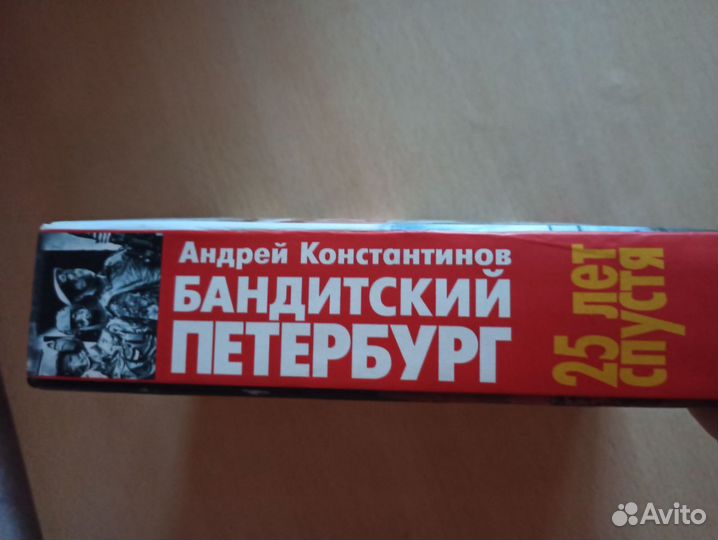 Андрей Константинов
БАНДИТСКИЙ
ПЕТЕРБУРГ
25 лет
спустя
Avito